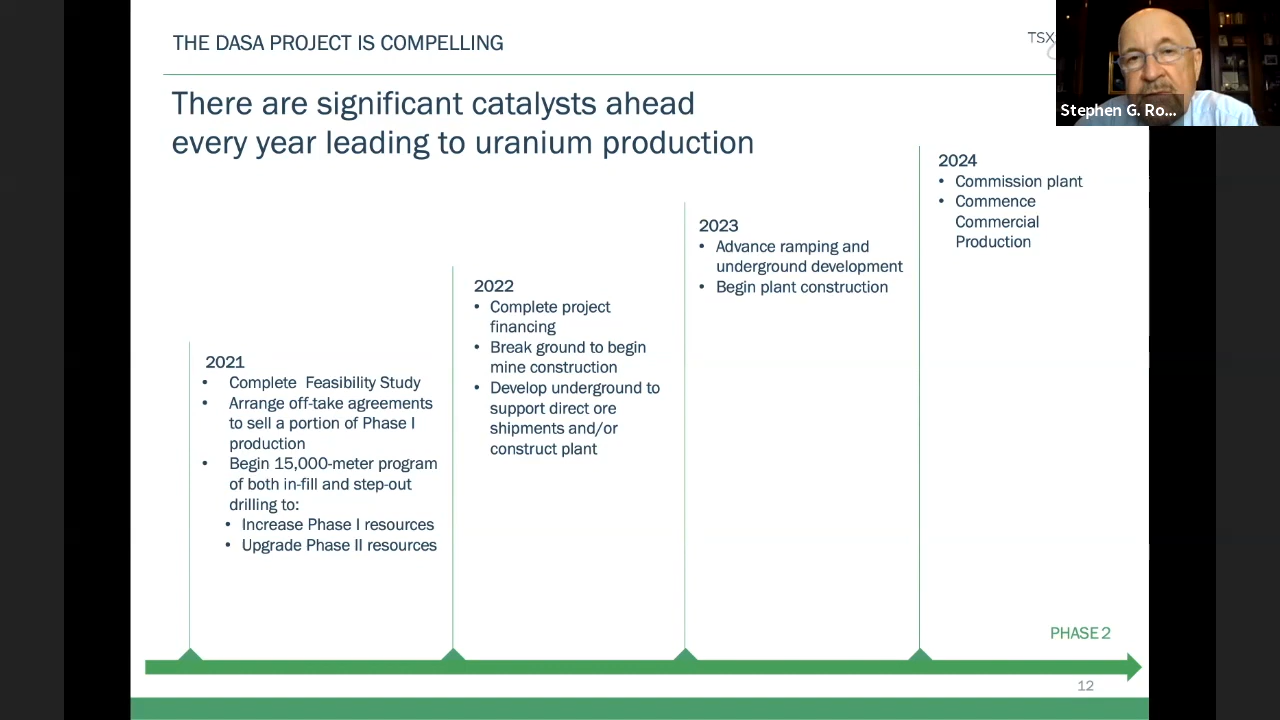 THE DASA PROJECT IS COMPELLING
TSX
Stephen G. Ro...
There are significant catalysts ahead
every year leading to uranium production
2021
• Complete Feasibility Study
• Arrange off-take agreements
to sell a portion of Phase I
production
• Begin 15,000-meter program
of both in-fill and step-out
drilling to:
• Increase Phase I resources
• Upgrade Phase II resources
2022
• Complete project
financing
• Break ground to begin
mine construction
• Develop underground to
support direct ore
shipments and/or
construct plant
2023
• Advance ramping and
underground development
• Begin plant construction
2024
• Commission plant
• Commence
Commercial
Production
PHASE 2
12